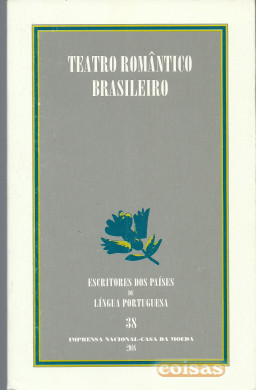 TEATRO ROMÂNTICO
BRASILEIRO
ESCRITORES DOS PAÍSES
DE
LÍNGUA PORTUGUESA
38
IMPRENSA NACIONAL-CASA DA MOEDA
coisas